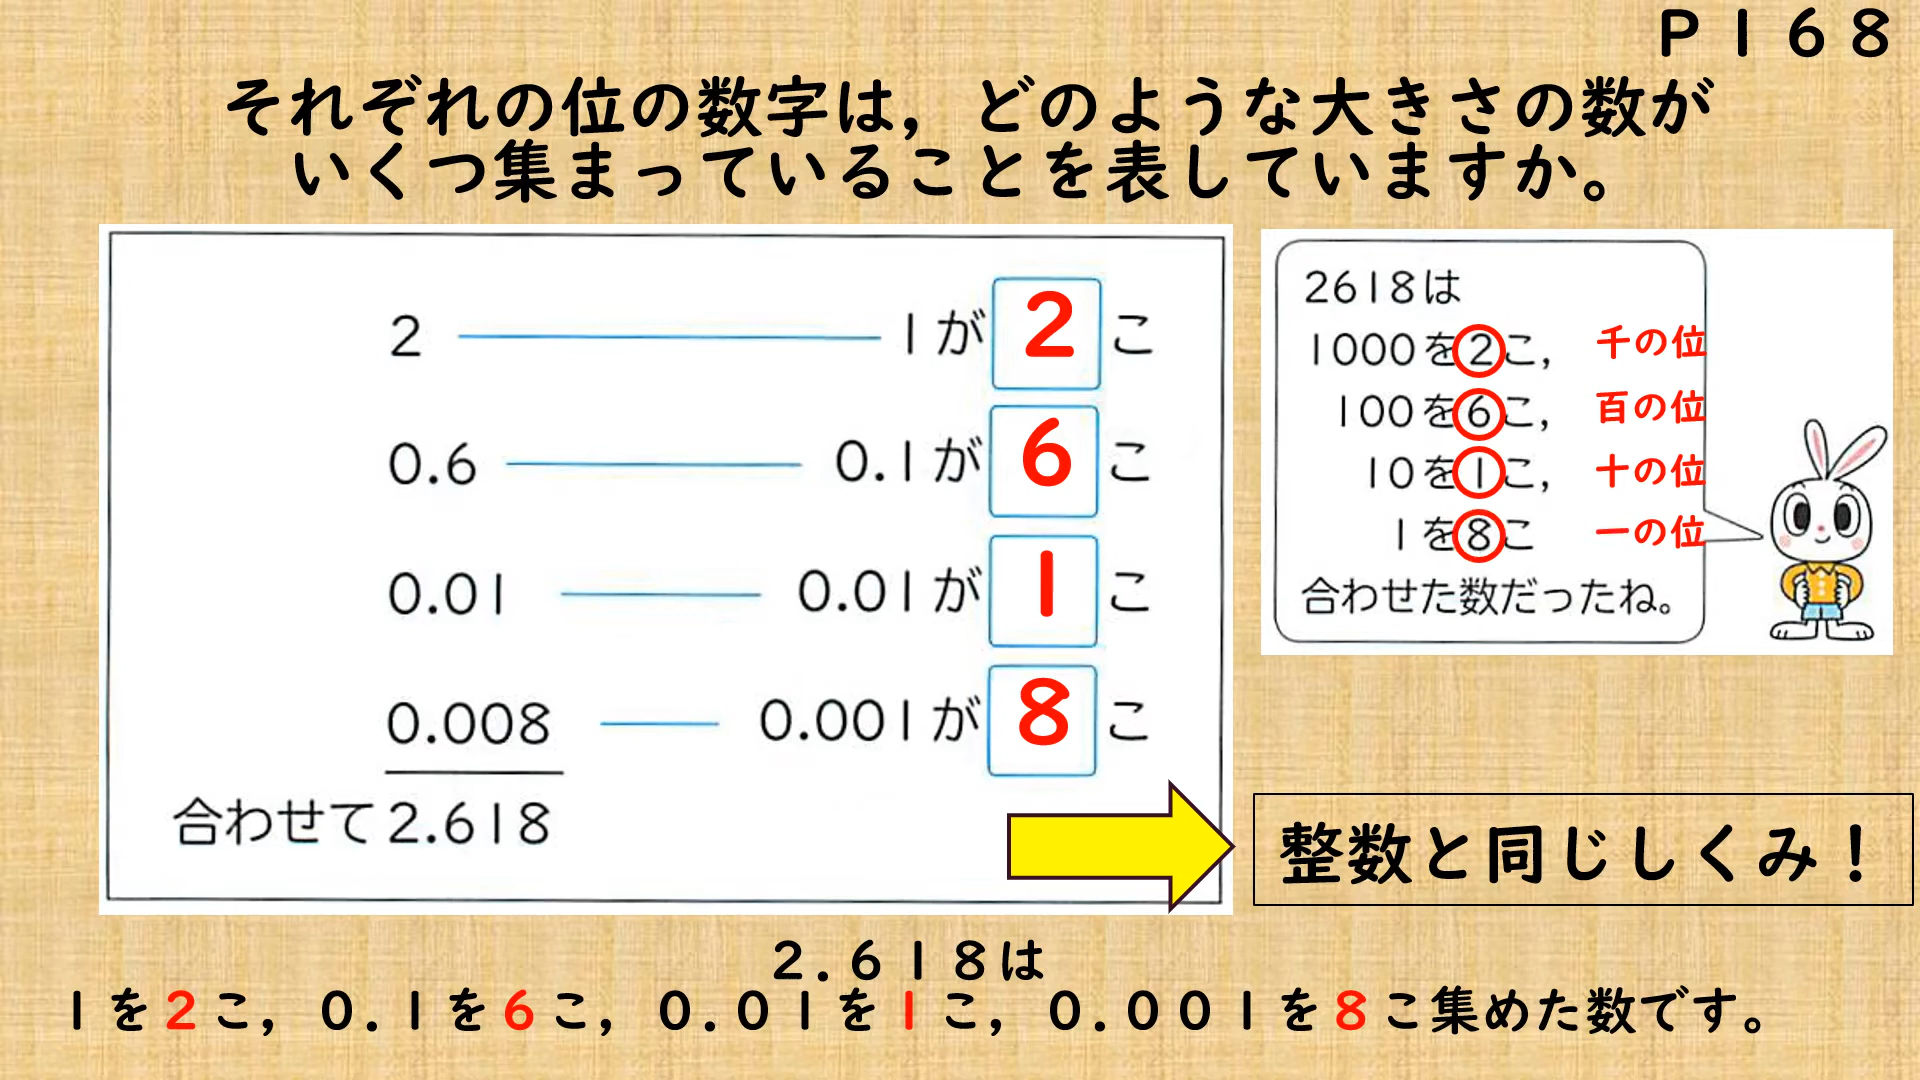 P168
それぞれの位の数字は，どのような大きさの数が
いくつ集まっていることを表していますか。
2 1が2こ
0.6 0.1が6こ
0.01 0.01が1こ
0.008 0.001が8こ
合わせて2.618
2618は
1000を2こ， 千の位
100を6こ， 百の位
10を1こ， 十の位
1を8こ 一の位
合わせた数だったね。
整数と同じしくみ！
2.618は
1を2こ，0.1を6こ，0.01を1こ，0.001を8こ集めた数です。